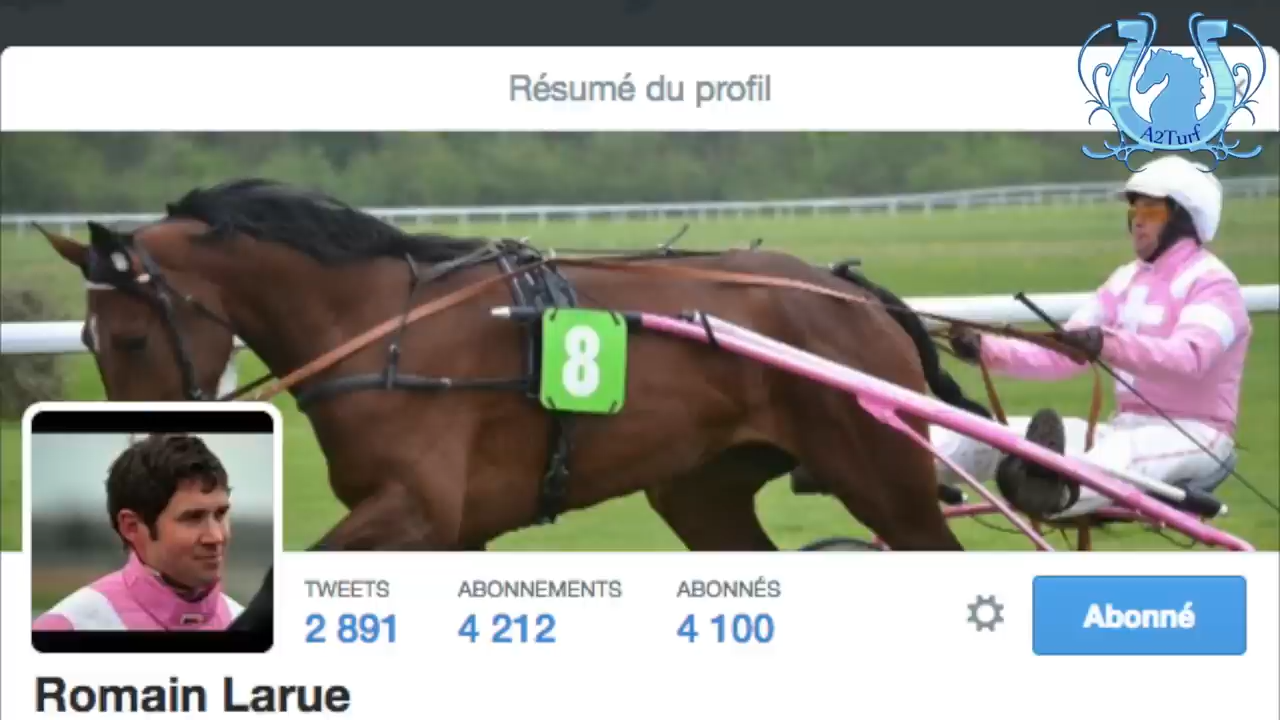 A2Turf
Résumé du profil
8
TWEETS ABONNEMENTS ABONNÉS
2 891 4 212 4 100
Abonné
Romain Larue